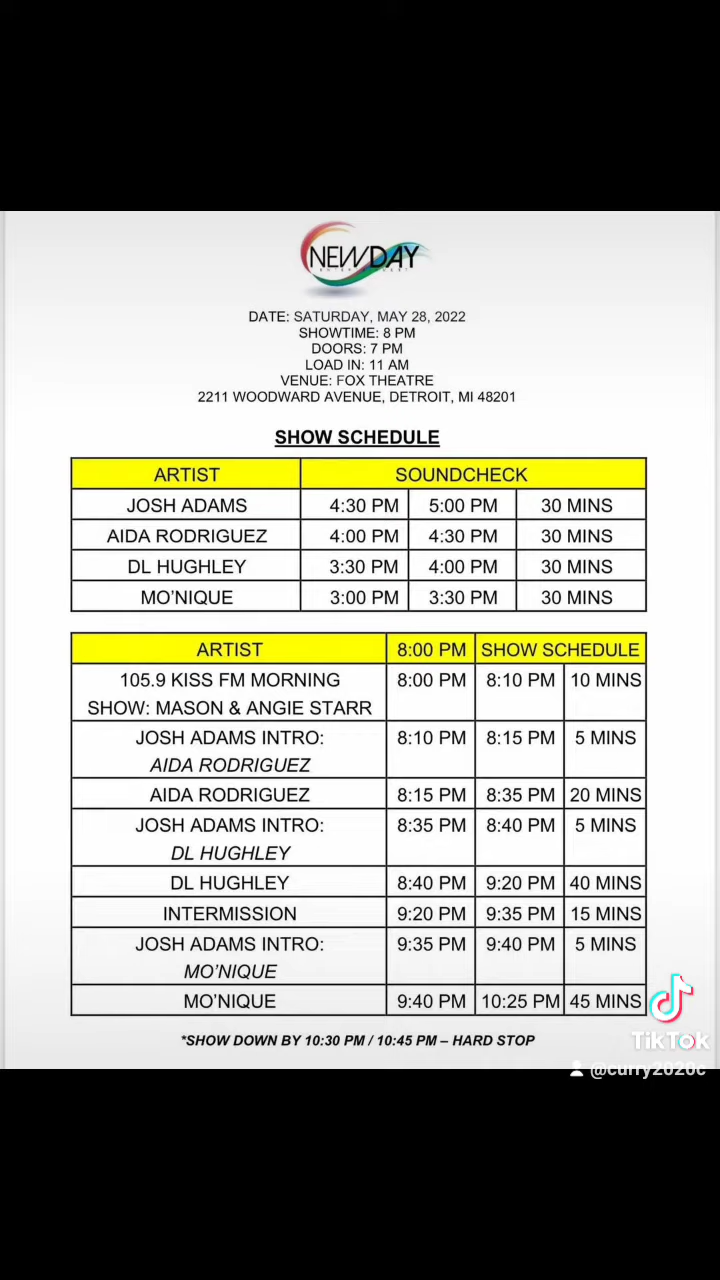 NEWDAY
ENTERTAINMENT
DATE: SATURDAY, MAY 28, 2022
SHOWTIME: 8 PM
DOORS: 7 PM
LOAD IN: 11 AM
VENUE: FOX THEATRE
2211 WOODWARD AVENUE, DETROIT, MI 48201
SHOW SCHEDULE
ARTIST SOUNDCHECK
JOSH ADAMS 4:30 PM 5:00 PM 30 MINS
AIDA RODRIGUEZ 4:00 PM 4:30 PM 30 MINS
DL HUGHLEY 3:30 PM 4:00 PM 30 MINS
MO'NIQUE 3:00 PM 3:30 PM 30 MINS
ARTIST 8:00 PM SHOW SCHEDULE
105.9 KISS FM MORNING 8:00 PM 8:10 PM 10 MINS
SHOW: MASON & ANGIE STARR
JOSH ADAMS INTRO: 8:10 PM 8:15 PM 5 MINS
AIDA RODRIGUEZ
AIDA RODRIGUEZ 8:15 PM 8:35 PM 20 MINS
JOSH ADAMS INTRO: 8:35 PM 8:40 PM 5 MINS
DL HUGHLEY
DL HUGHLEY 8:40 PM 9:20 PM 40 MINS
INTERMISSION 9:20 PM 9:35 PM 15 MINS
JOSH ADAMS INTRO: 9:35 PM 9:40 PM 5 MINS
MO'NIQUE
MO'NIQUE 9:40 PM 10:25 PM 45 MINS
*SHOW DOWN BY 10:30 PM / 10:45 PM – HARD STOP
TikTok
@curry2020c